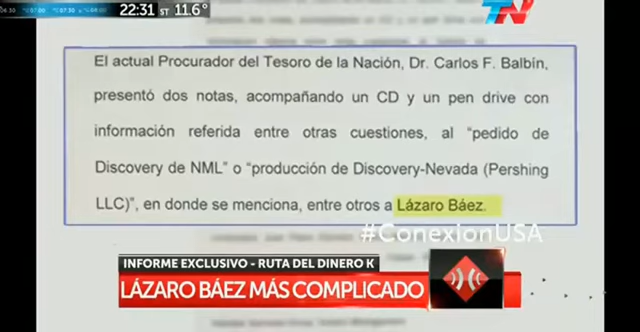 22:31 ST 11.6°
TN
El actual Procurador del Tesoro de la Nación, Dr. Carlos F. Balbín,
presentó dos notas, acompañando un CD y un pen drive con
información referida entre otras cuestiones, al “pedido de
Discovery de NML” o “producción de Discovery-Nevada (Pershing
LLC)”, en donde se menciona, entre otros a Lázaro Báez.
#ConexionUSA
INFORME EXCLUSIVO - RUTA DEL DINERO K
LÁZARO BÁEZ MÁS COMPLICADO